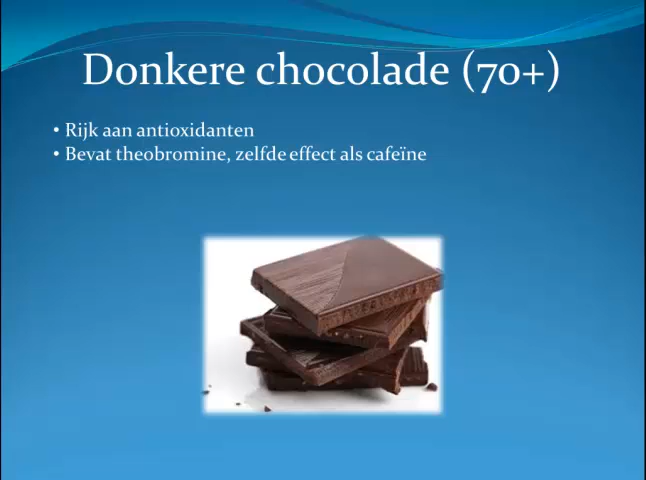 Donkere chocolade (70+)
• Rijk aan antioxidanten
• Bevat theobromine, zelfde effect als cafeïne